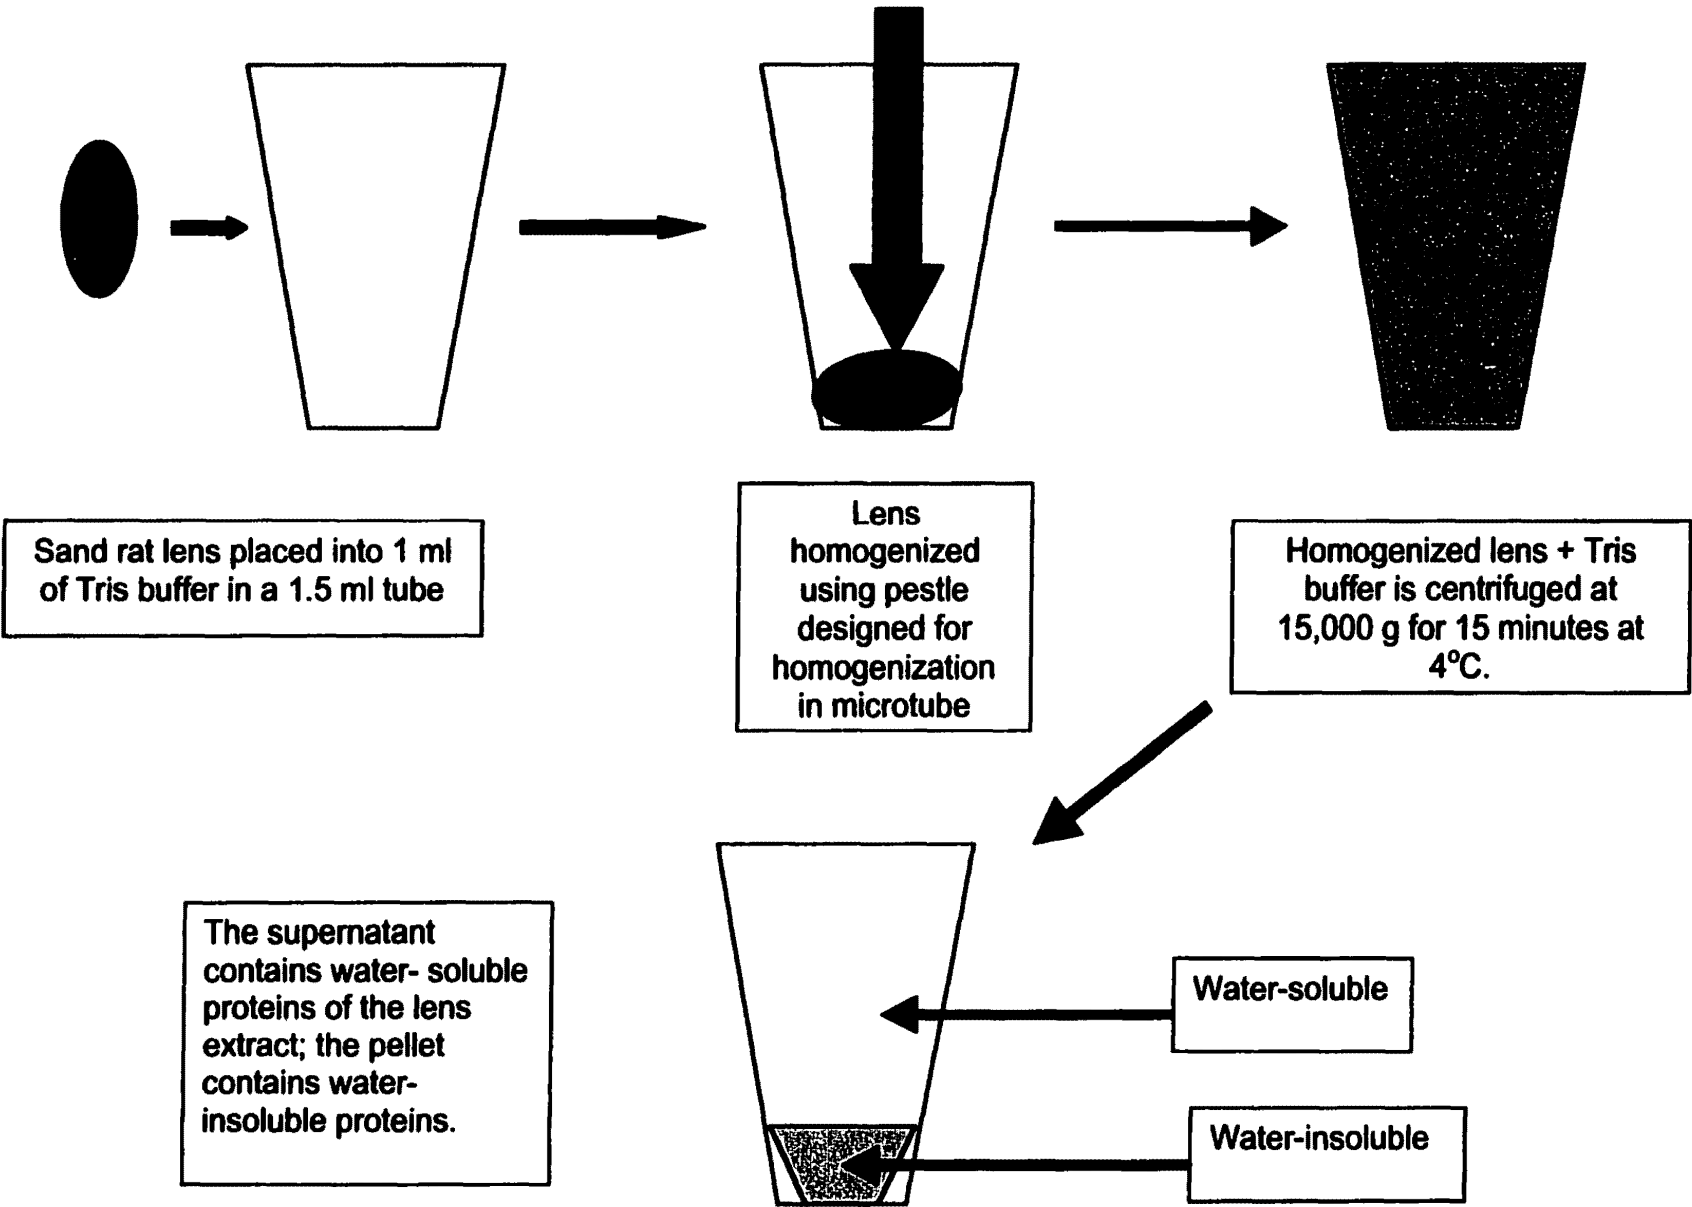 Sand rat lens placed into 1 ml
of Tris buffer in a 1.5 ml tube
Lens
homogenized
using pestle
designed for
homogenization
in microtube
Homogenized lens + Tris
buffer is centrifuged at
15,000 g for 15 minutes at
4°C.
The supernatant
contains water- soluble
proteins of the lens
extract; the pellet
contains water-
insoluble proteins.
Water-soluble
Water-insoluble